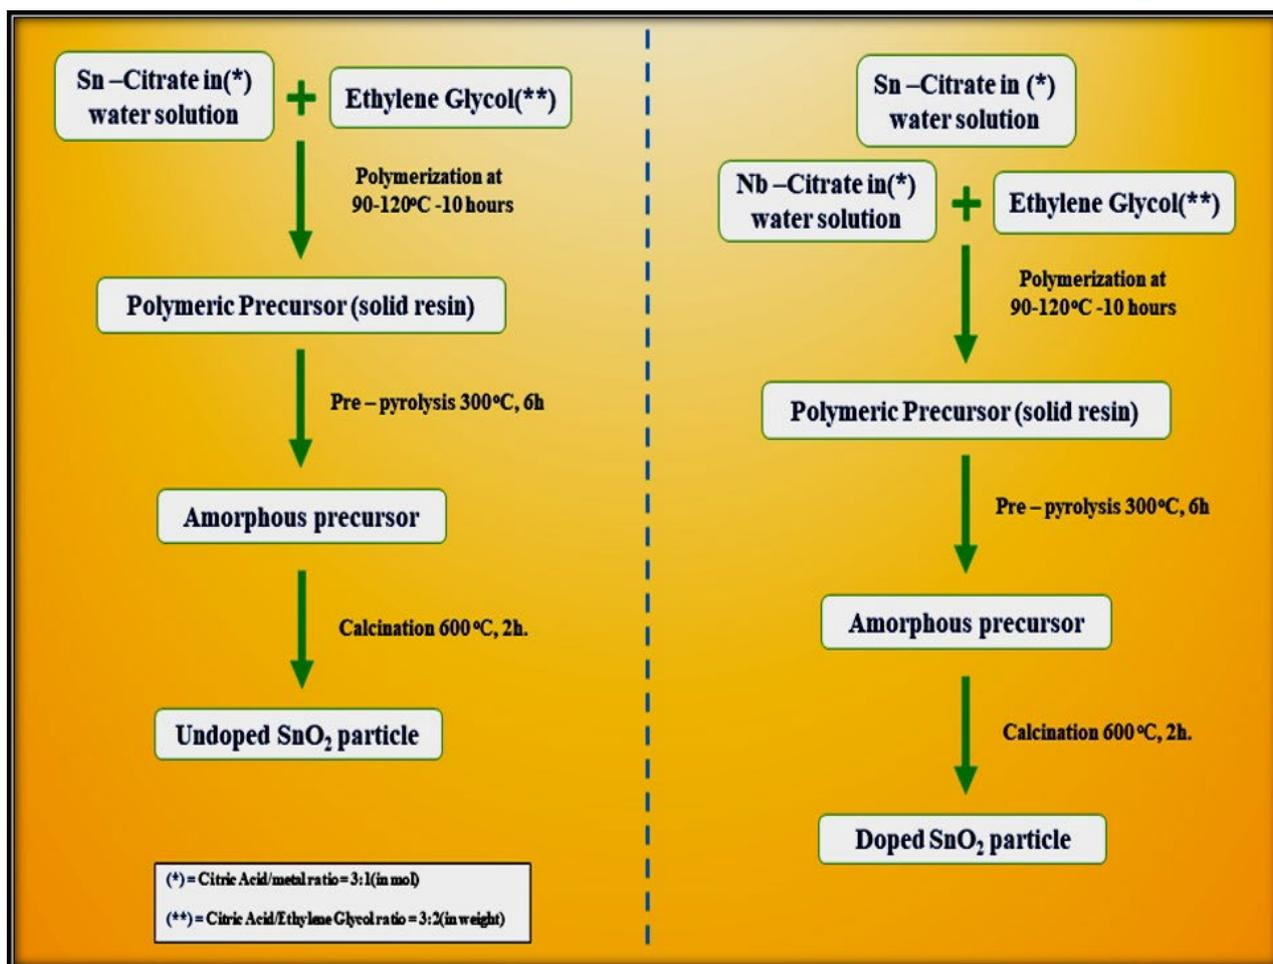 Sn –Citrate in(*)
water solution
+
Ethylene Glycol(**)
Polymerization at
90-120ºC -10 hours
Polymeric Precursor (solid resin)
Pre – pyrolysis 300ºC, 6h
Amorphous precursor
Calcination 600 ºC, 2h.
Undoped SnO₂ particle
(*) = Citric Acid/metal ratio = 3:1(in mol)
(**) = Citric Acid/Ethylene Glycol ratio = 3:2(in weight)
Sn –Citrate in (*)
water solution
Nb –Citrate in(*)
water solution
+
Ethylene Glycol(**)
Polymerization at
90-120ºC -10 hours
Polymeric Precursor (solid resin)
Pre – pyrolysis 300ºC, 6h
Amorphous precursor
Calcination 600 ºC, 2h.
Doped SnO₂ particle